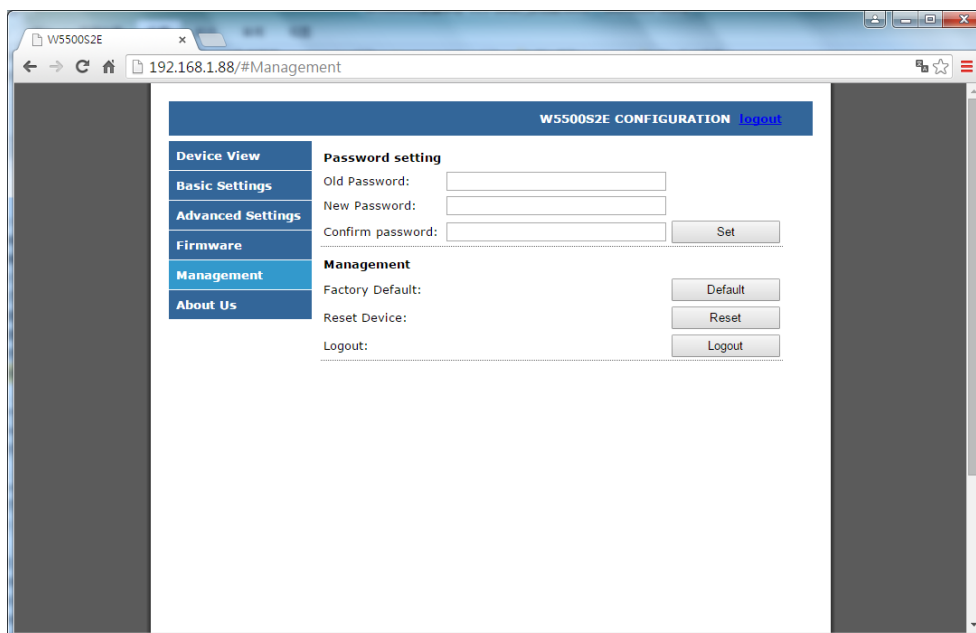 W5500S2E
192.168.1.88/#Management
W5500S2E CONFIGURATION logout
Device View
Basic Settings
Advanced Settings
Firmware
Management
About Us
Password setting
Old Password:
New Password:
Confirm password: Set
Management
Factory Default: Default
Reset Device: Reset
Logout: Logout